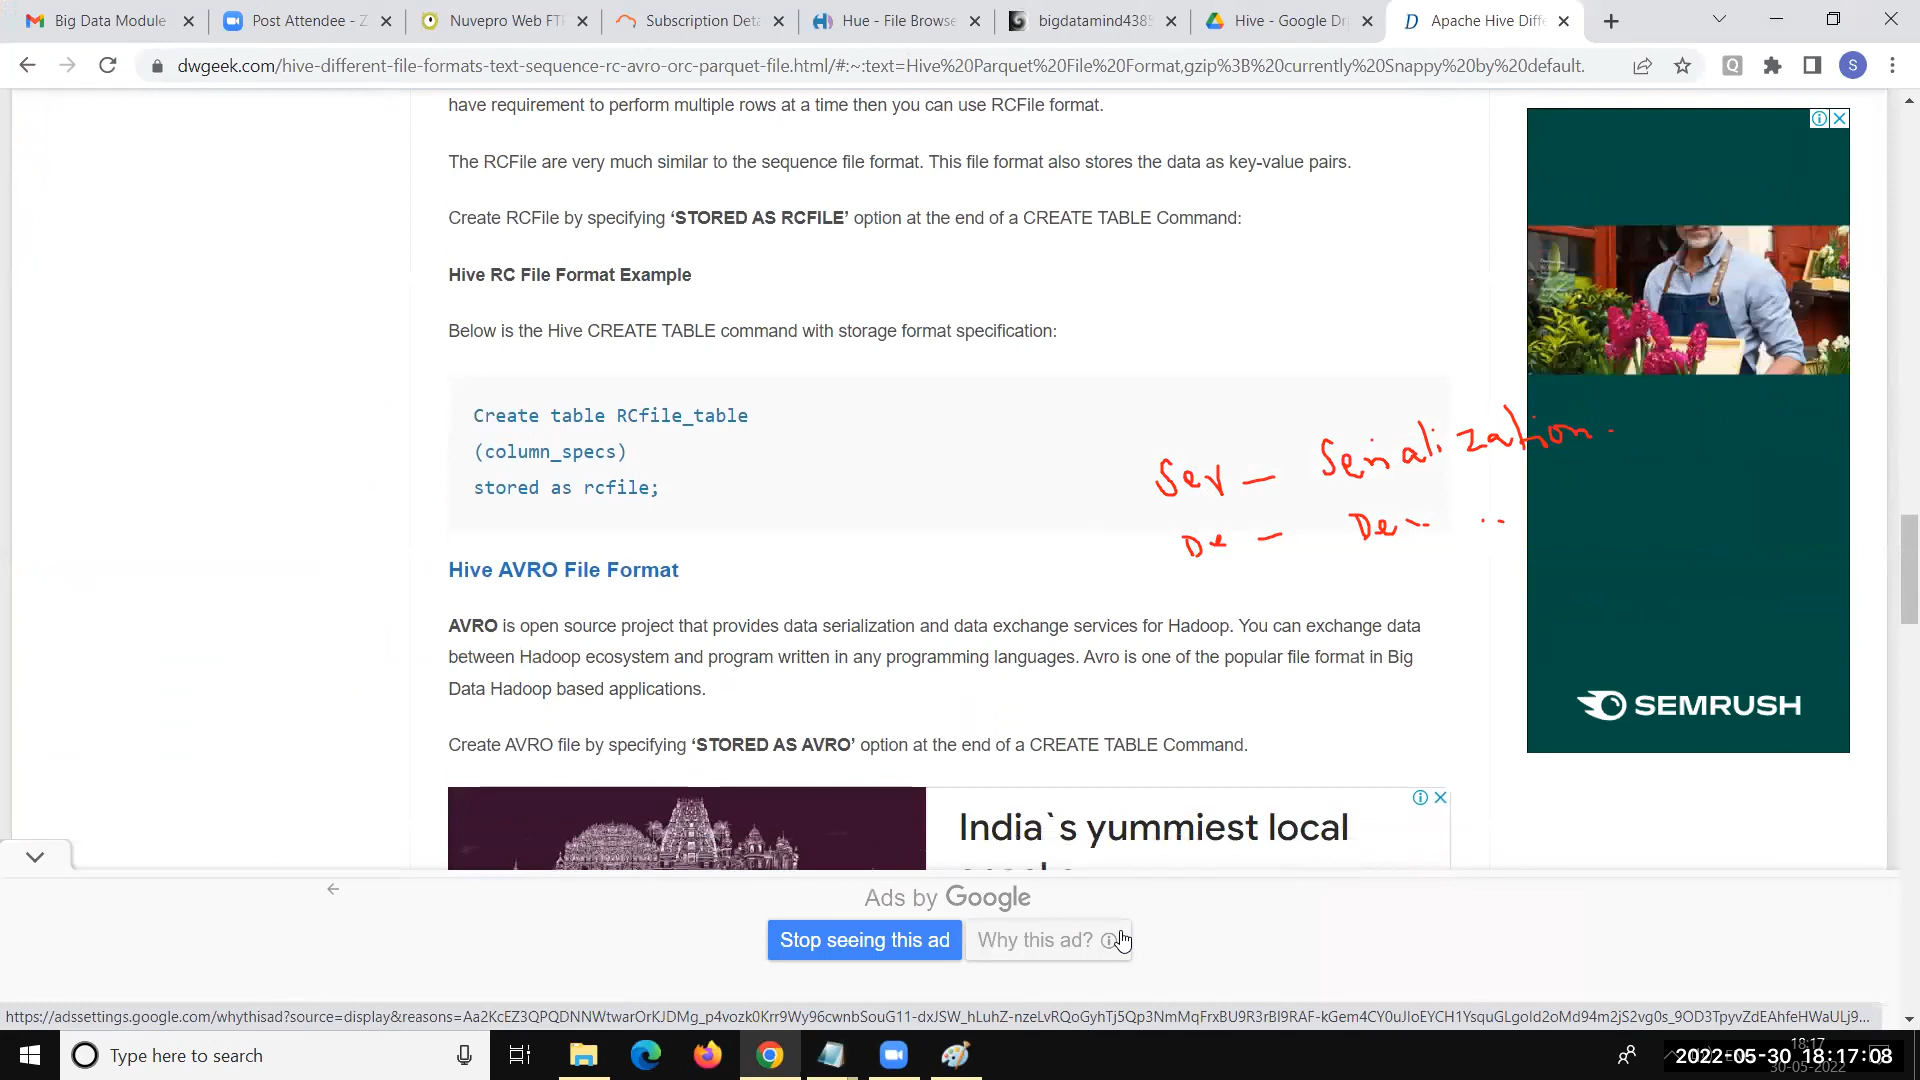 Big Data Module
Post Attendee - Z
Nuvepro Web FTP
Subscription Deta
Hue - File Browse
bigdatamind4385
Hive - Google Dri
Apache Hive Diffe
dwgeek.com/hive-different-file-formats-text-sequence-rc-avro-orc-parquet-file.html/#:~:text=Hive%20Parquet%20File%20Format,gzip%3B%20currently%20Snappy%20by%20default.
S
have requirement to perform multiple rows at a time then you can use RCFile format.
The RCFile are very much similar to the sequence file format. This file format also stores the data as key-value pairs.
Create RCFile by specifying ‘STORED AS RCFILE’ option at the end of a CREATE TABLE Command:
Hive RC File Format Example
Below is the Hive CREATE TABLE command with storage format specification:
Create table RCfile_table
(column_specs)
stored as rcfile;
Ser — Serialization.
De — De -- ..
Hive AVRO File Format
AVRO is open source project that provides data serialization and data exchange services for Hadoop. You can exchange data
between Hadoop ecosystem and program written in any programming languages. Avro is one of the popular file format in Big
Data Hadoop based applications.
Create AVRO file by specifying ‘STORED AS AVRO’ option at the end of a CREATE TABLE Command.
SEMRUSH
India`s yummiest local
Ads by Google
Stop seeing this ad
Why this ad?
Type here to search
2022-05-30 18:17:08
18:17
30-05-2022